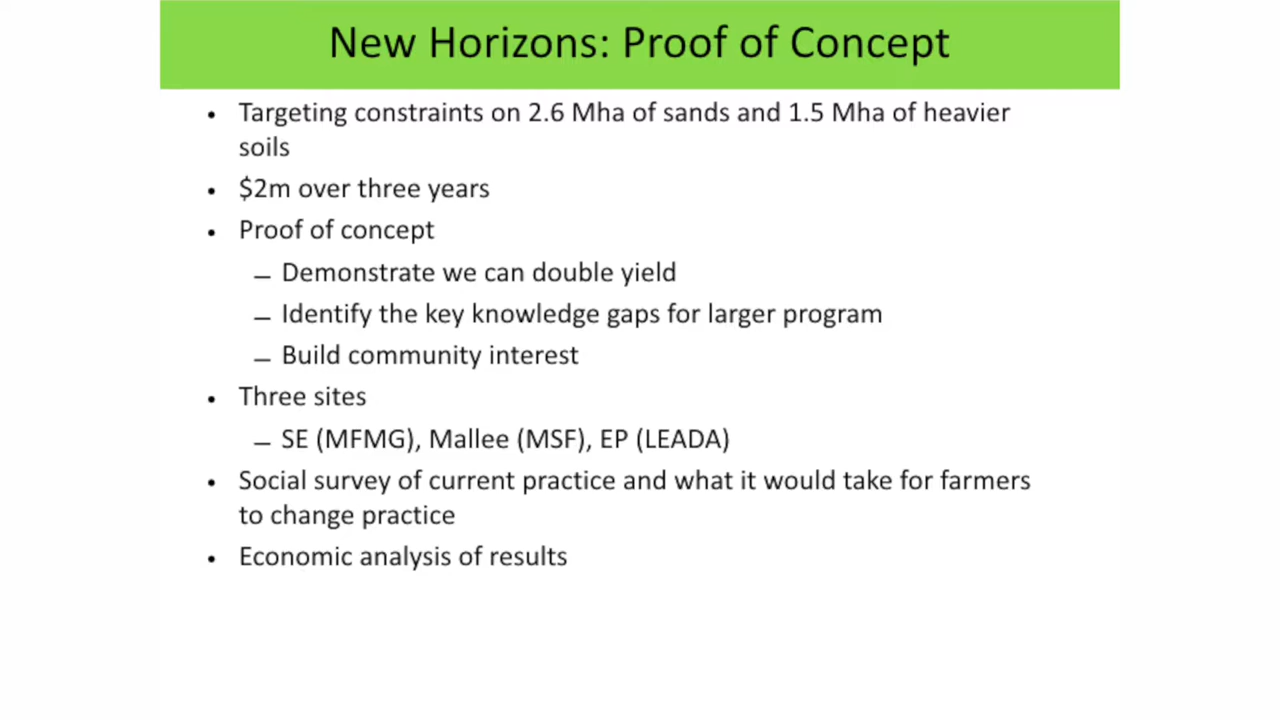 New Horizons: Proof of Concept
• Targeting constraints on 2.6 Mha of sands and 1.5 Mha of heavier
soils
• $2m over three years
• Proof of concept
– Demonstrate we can double yield
– Identify the key knowledge gaps for larger program
– Build community interest
• Three sites
– SE (MFMG), Mallee (MSF), EP (LEADA)
• Social survey of current practice and what it would take for farmers
to change practice
• Economic analysis of results